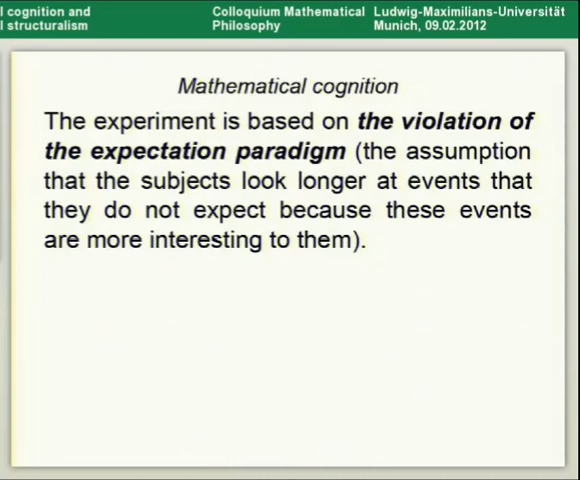 l cognition and
l structuralism
Colloquium Mathematical
Philosophy
Ludwig-Maximilians-Universität
Munich, 09.02.2012
Mathematical cognition
The experiment is based on the violation of
the expectation paradigm (the assumption
that the subjects look longer at events that
they do not expect because these events
are more interesting to them).